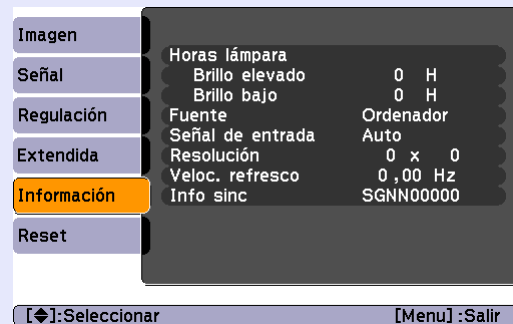 Imagen
Señal
Regulación
Extendida
Información
Reset
Horas lámpara
Brillo elevado 0 H
Brillo bajo 0 H
Fuente Ordenador
Señal de entrada Auto
Resolución 0 x 0
Veloc. refresco 0,00 Hz
Info sinc SGNN00000
[◆]:Seleccionar [Menu]:Salir